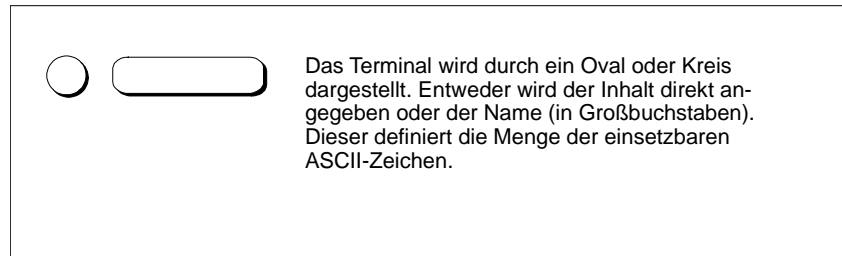 Das Terminal wird durch ein Oval oder Kreis
dargestellt. Entweder wird der Inhalt direkt an-
gegeben oder der Name (in Großbuchstaben).
Dieser definiert die Menge der einsetzbaren
ASCII-Zeichen.